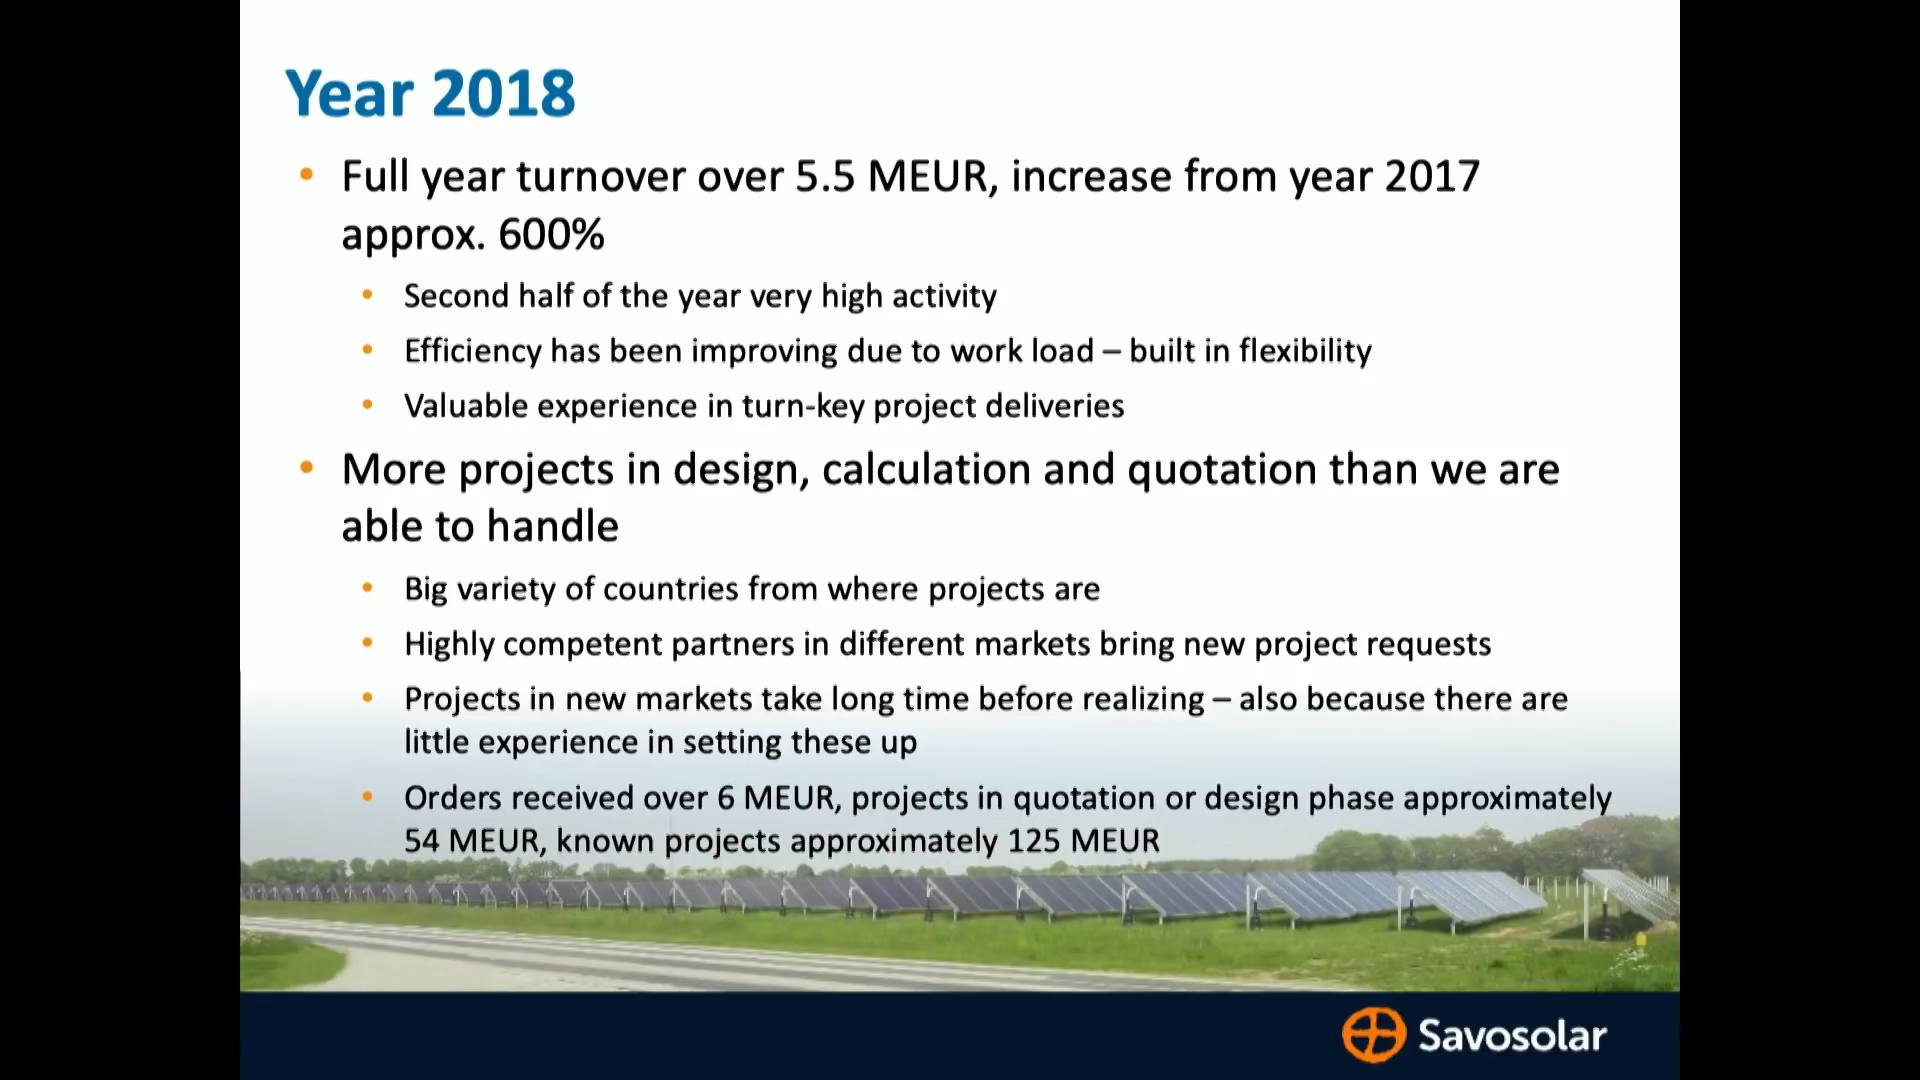 Year 2018
• Full year turnover over 5.5 MEUR, increase from year 2017
approx. 600%
• Second half of the year very high activity
• Efficiency has been improving due to work load – built in flexibility
• Valuable experience in turn-key project deliveries
• More projects in design, calculation and quotation than we are
able to handle
• Big variety of countries from where projects are
• Highly competent partners in different markets bring new project requests
• Projects in new markets take long time before realizing – also because there are
little experience in setting these up
• Orders received over 6 MEUR, projects in quotation or design phase approximately
54 MEUR, known projects approximately 125 MEUR
Savosolar